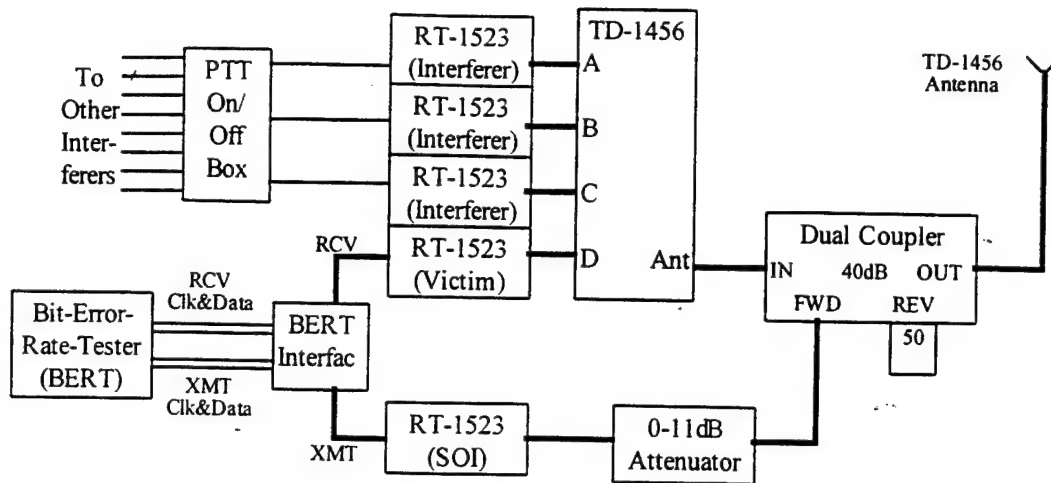 To
Other
Inter-
ferers
PTT
On/
Off
Box
RT-1523
(Interferer)
RT-1523
(Interferer)
RT-1523
(Interferer)
RT-1523
(Victim)
TD-1456
A
B
C
D
Ant
TD-1456
Antenna
Dual Coupler
IN 40dB OUT
FWD REV
50
RCV
RCV
Clk&Data
Bit-Error-
Rate-Tester
(BERT)
BERT
Interfac
XMT
Clk&Data
XMT
RT-1523
(SOI)
0-11dB
Attenuator